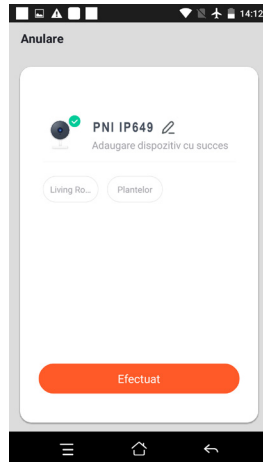 14:12
Anulare
PNI IP649
Adaugare dispozitiv cu succes
Living Ro... Plantelor
Efectuat